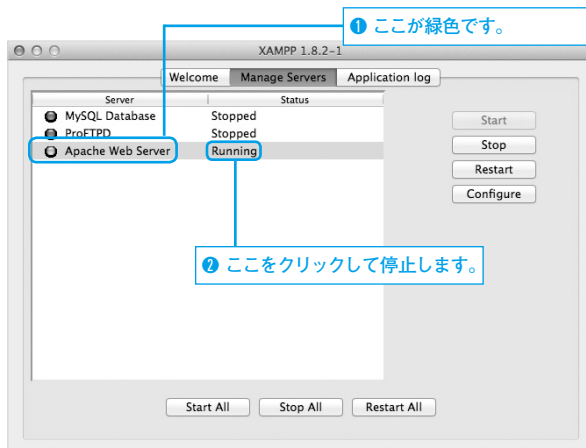 ❶ ここが緑色です。
XAMPP 1.8.2-1
Welcome Manage Servers Application log
Server Status
MySQL Database Stopped
ProFTPD Stopped
Apache Web Server Running
Start
Stop
Restart
Configure
❷ ここをクリックして停止します。
Start All Stop All Restart All